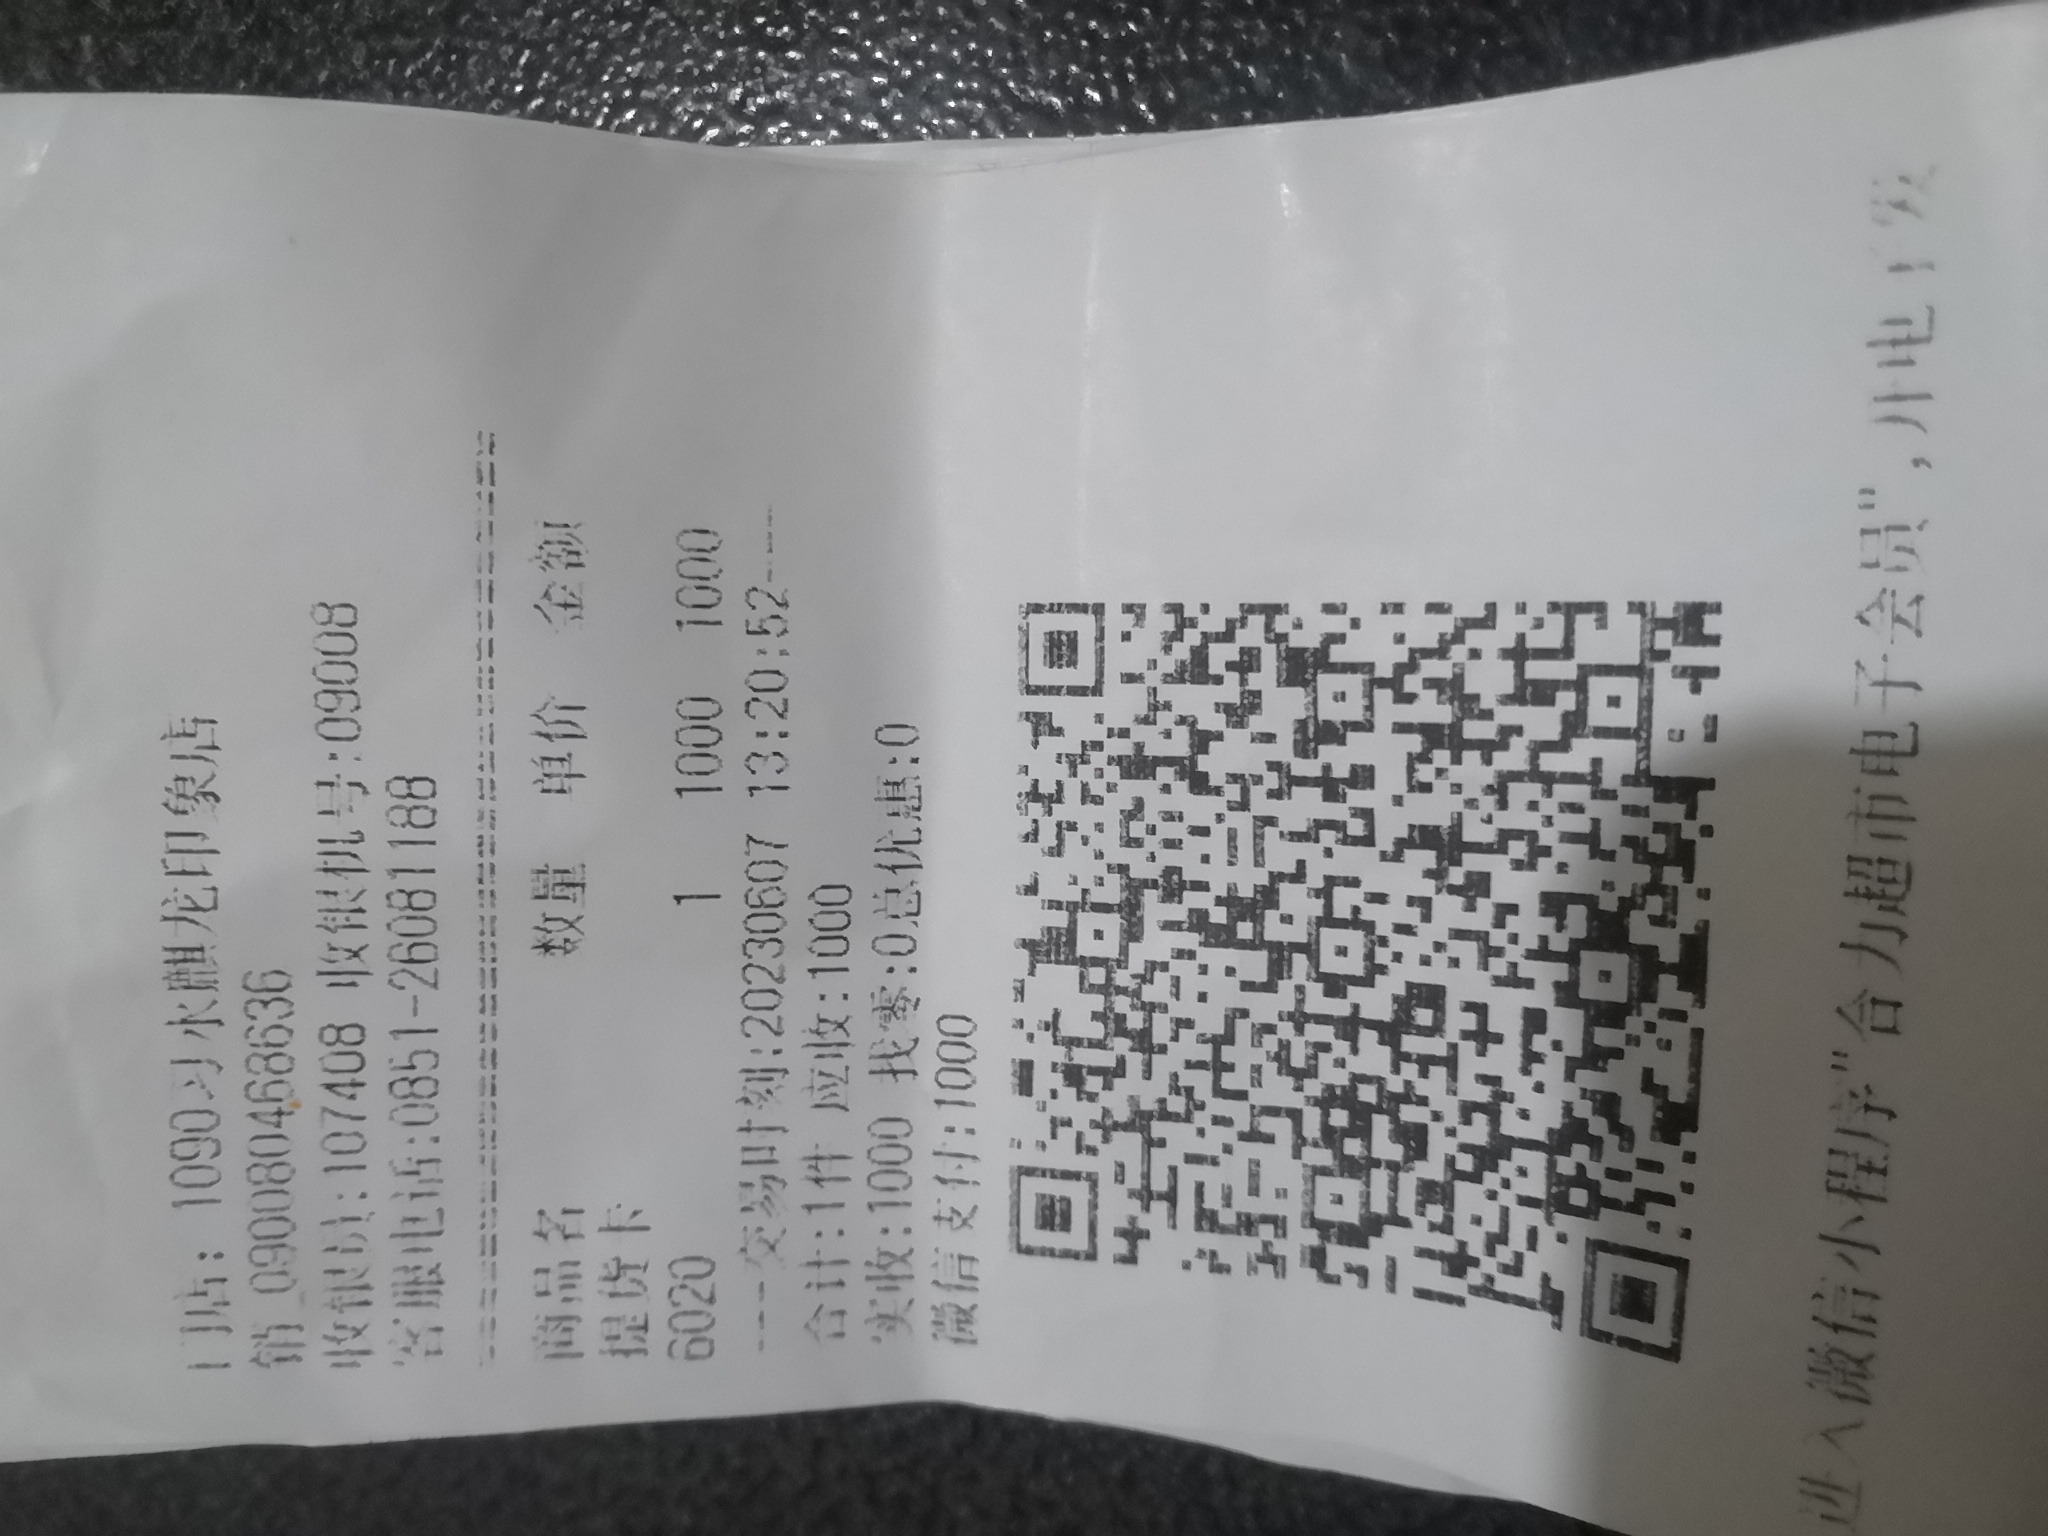 门店: 1090习水麒龙印象店
销_0900804686​36
收银员:107408 收银机号:09008
客服电话:0851-26081188
商品名 数量 单价 金额
提货卡
6020 1 1000 1000
----交易时刻:20230607 13:20:52----
合计:1件 应收:1000
实收:1000 找零:0总优惠:0
微信支付:1000
进入微信小程序"合力超市电子会员",开电子发